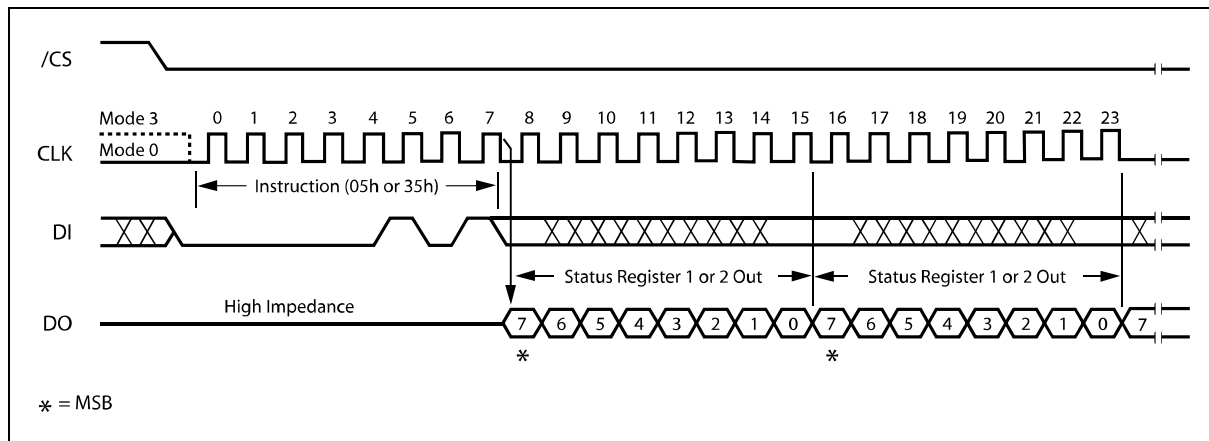 /CS
Mode 3
0 1 2 3 4 5 6 7 8 9 10 11 12 13 14 15 16 17 18 19 20 21 22 23
CLK
Mode 0
Instruction (05h or 35h)
DI
Status Register 1 or 2 Out Status Register 1 or 2 Out
High Impedance
DO
7 6 5 4 3 2 1 0 7 6 5 4 3 2 1 0 7
* *
* = MSB